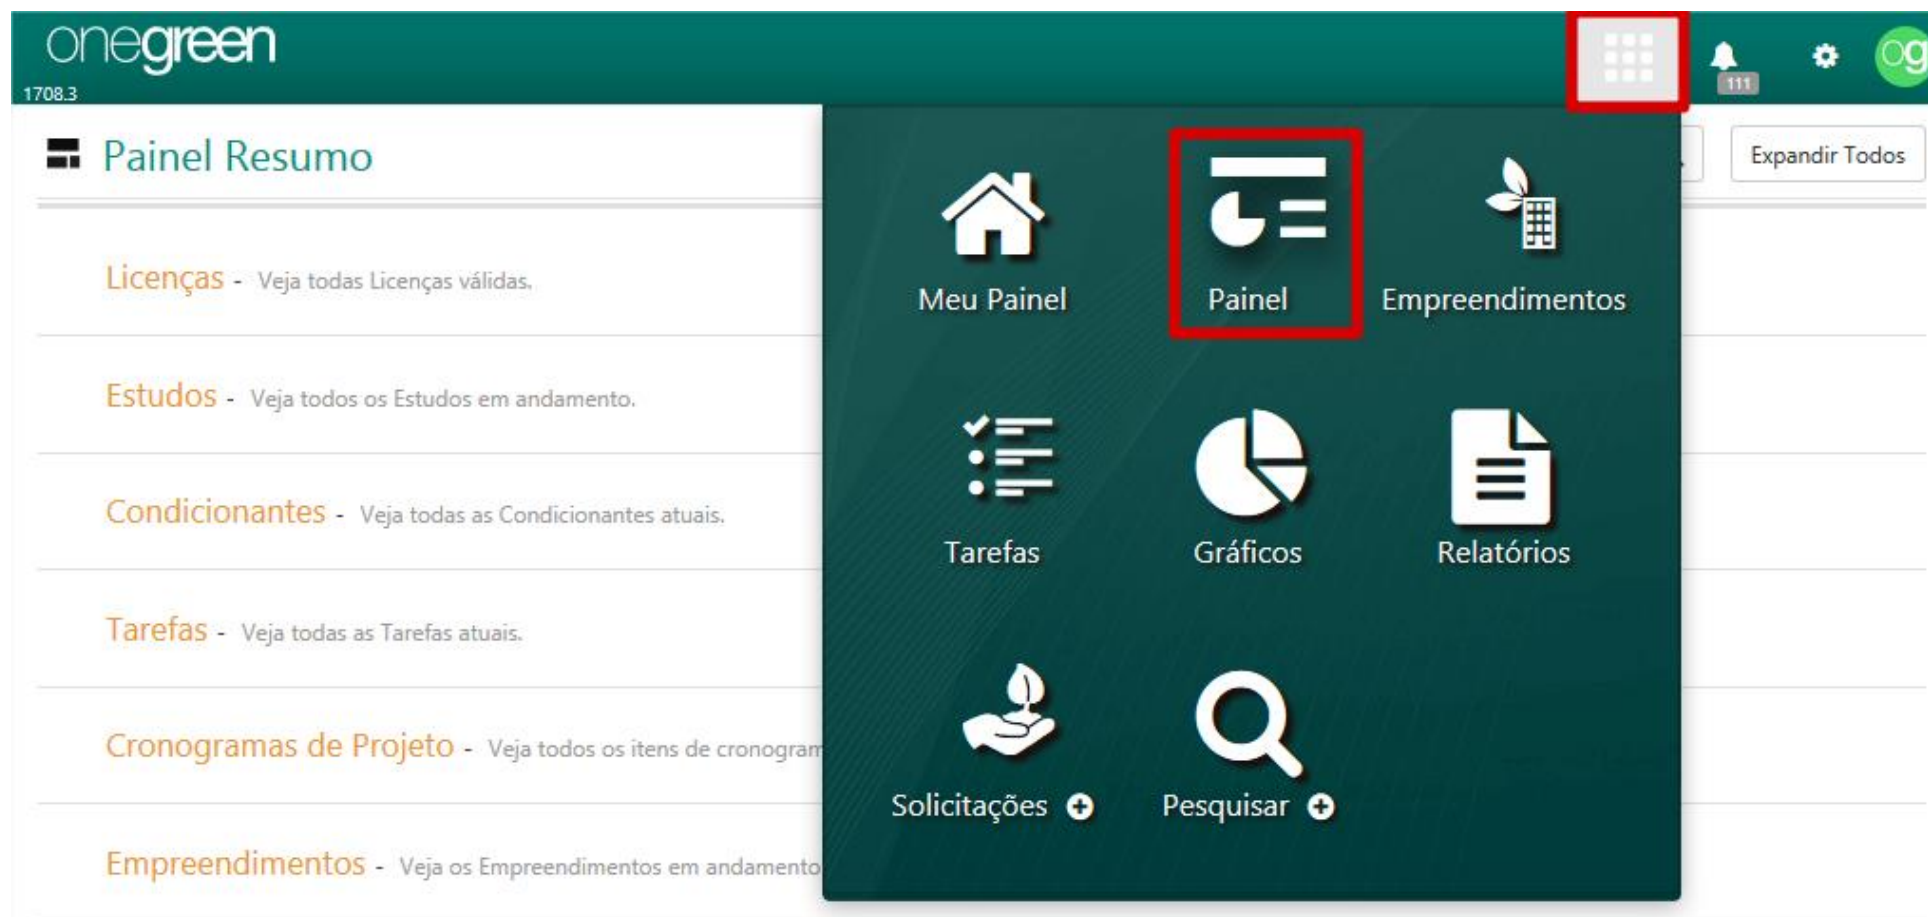 onegreen
1708.3
111
og
Painel Resumo
Expandir Todos
Licenças - Veja todas Licenças válidas.
Estudos - Veja todos os Estudos em andamento.
Condicionantes - Veja todas as Condicionantes atuais.
Tarefas - Veja todas as Tarefas atuais.
Cronogramas de Projeto - Veja todos os itens de cronogram
Empreendimentos - Veja os Empreendimentos em andamento
Meu Painel
Painel
Empreendimentos
Tarefas
Gráficos
Relatórios
Solicitações
Pesquisar